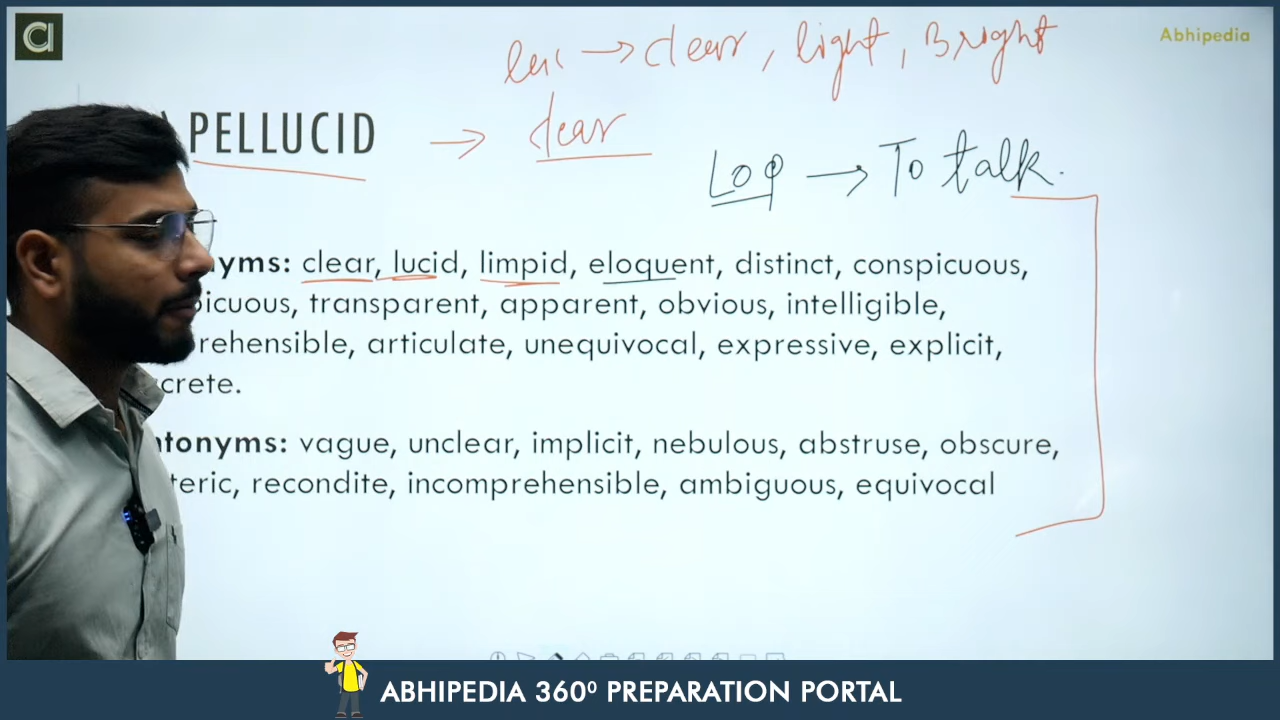 Abhipedia
luc → clear, light, Bright
PELLUCID → clear
LOQ → To talk.
yms: clear, lucid, limpid, eloquent, distinct, conspicuous,
icuous, transparent, apparent, obvious, intelligible,
rehensible, articulate, unequivocal, expressive, explicit,
crete.
ntonyms: vague, unclear, implicit, nebulous, abstruse, obscure,
teric, recondite, incomprehensible, ambiguous, equivocal
ABHIPEDIA 360⁰ PREPARATION PORTAL